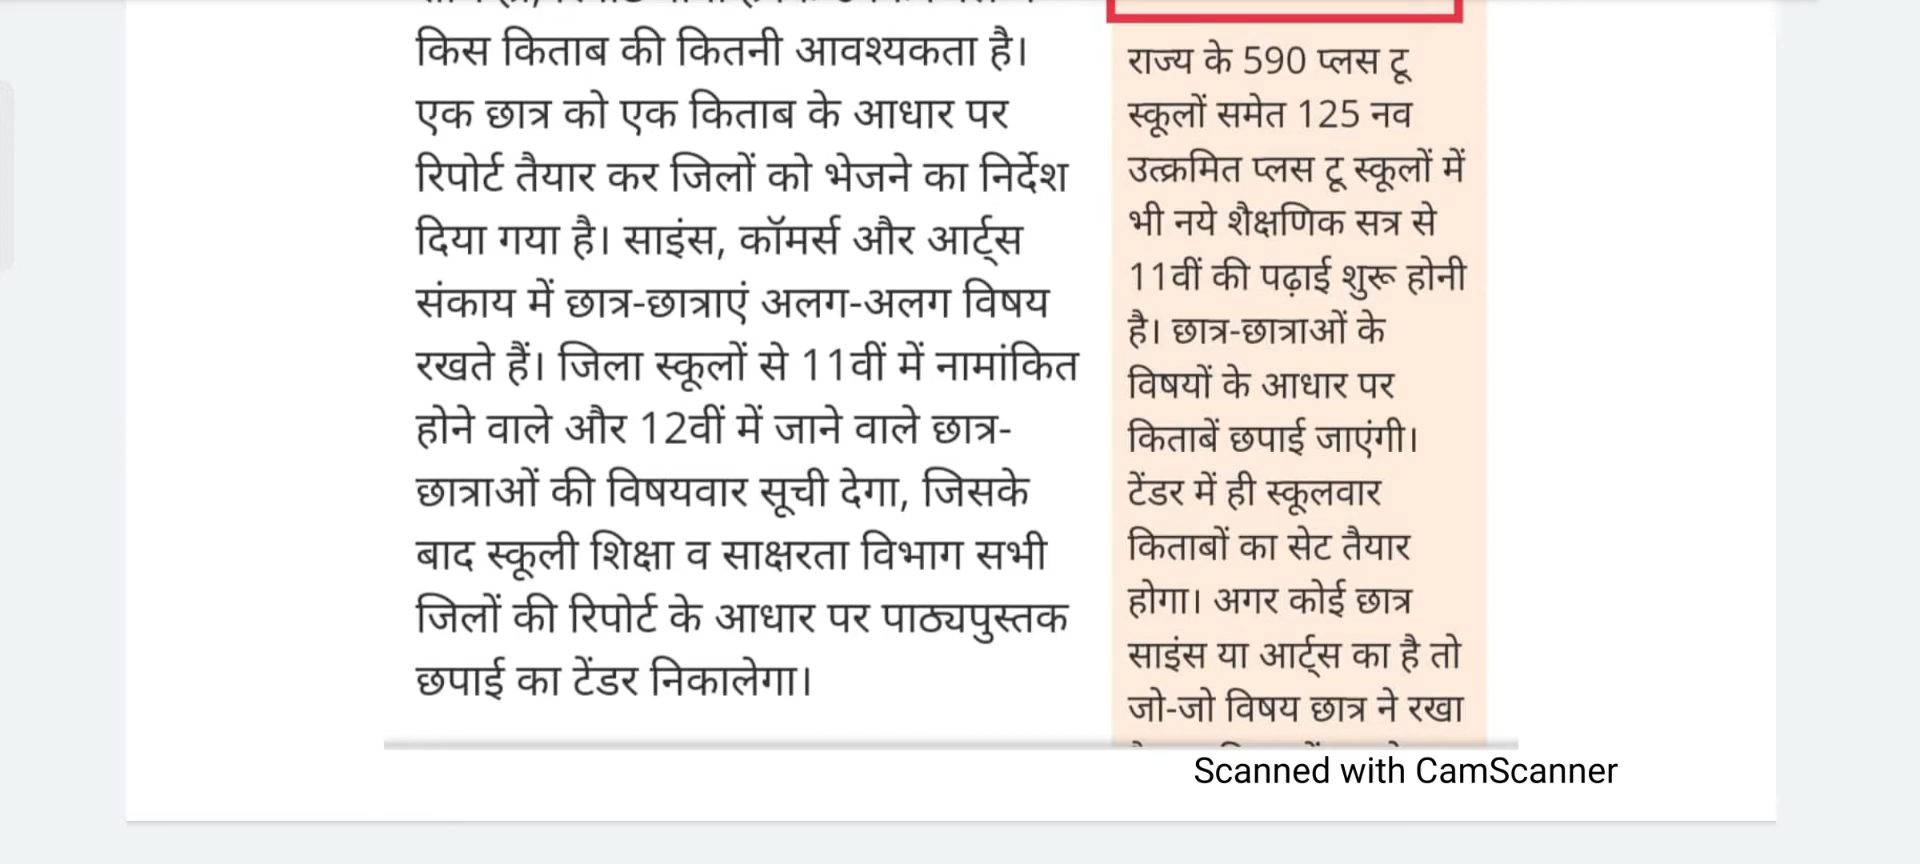 किस किताब की कितनी आवश्यकता है।
एक छात्र को एक किताब के आधार पर
रिपोर्ट तैयार कर जिलों को भेजने का निर्देश
दिया गया है। साइंस, कॉमर्स और आर्ट्स
संकाय में छात्र-छात्राएं अलग-अलग विषय
रखते हैं। जिला स्कूलों से 11वीं में नामांकित
होने वाले और 12वीं में जाने वाले छात्र-
छात्राओं की विषयवार सूची देगा, जिसके
बाद स्कूली शिक्षा व साक्षरता विभाग सभी
जिलों की रिपोर्ट के आधार पर पाठ्यपुस्तक
छपाई का टेंडर निकालेगा।
राज्य के 590 प्लस टू
स्कूलों समेत 125 नव
उत्क्रमित प्लस टू स्कूलों में
भी नये शैक्षणिक सत्र से
11वीं की पढ़ाई शुरू होनी
है। छात्र-छात्राओं के
विषयों के आधार पर
किताबें छपाई जाएंगी।
टेंडर में ही स्कूलवार
किताबों का सेट तैयार
होगा। अगर कोई छात्र
साइंस या आर्ट्स का है तो
जो-जो विषय छात्र ने रखा
Scanned with CamScanner